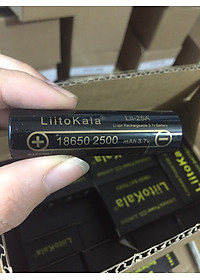 LiitoKala Lii-25A
Li-ion Rechargeable 3.7v Battery
18650 2500 mAh 3.7v
LiitoKala